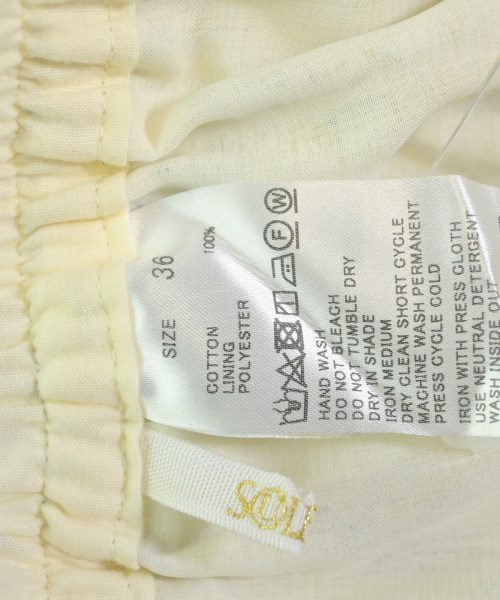 SIZE 36
COTTON 100%
LINING
POLYESTER
HAND WASH
DO NOT BLEACH
DO NOT TUMBLE DRY
DRY IN SHADE
IRON MEDIUM
DRY CLEAN SHORT CYCLE
MACHINE WASH PERMANENT
PRESS CYCLE COLD
IRON WITH PRESS CLOTH
USE NEUTRAL DETERGENT
WASH INSIDE OUT